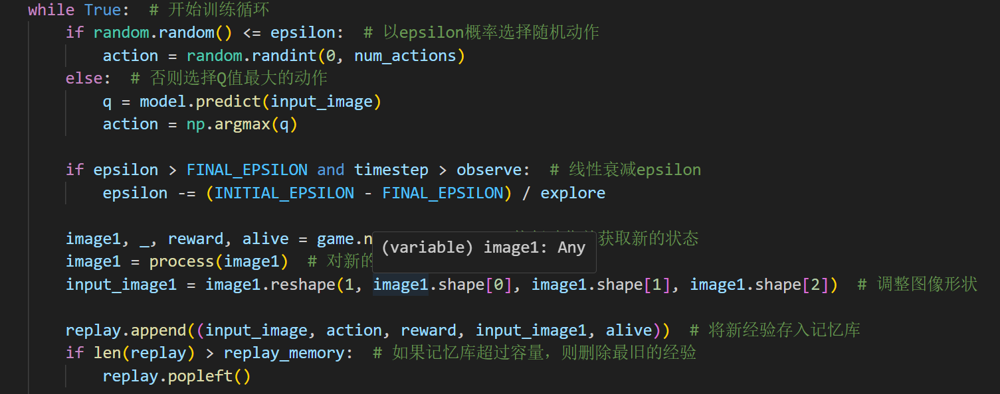 while True:  # 开始训练循环
    if random.random() <= epsilon:  # 以epsilon概率选择随机动作
        action = random.randint(0, num_actions)
    else:  # 否则选择Q值最大的动作
        q = model.predict(input_image)
        action = np.argmax(q)
    if epsilon > FINAL_EPSILON and timestep > observe:  # 线性衰减epsilon
        epsilon -= (INITIAL_EPSILON - FINAL_EPSILON) / explore
    image1, _, reward, alive = game.n 获取新的状态
(variable) image1: Any
    image1 = process(image1)  # 对新的
    input_image1 = image1.reshape(1, image1.shape[0], image1.shape[1], image1.shape[2])  # 调整图像形状
    replay.append((input_image, action, reward, input_image1, alive))  # 将新经验存入记忆库
    if len(replay) > replay_memory:  # 如果记忆库超过容量，则删除最旧的经验
        replay.popleft()